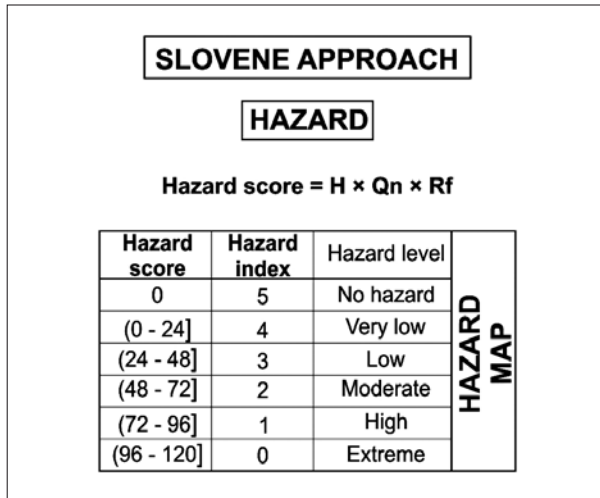 SLOVENE APPROACH
HAZARD
Hazard score = H × Qn × Rf
Hazard score Hazard index Hazard level
0 5 No hazard
(0 - 24] 4 Very low
(24 - 48] 3 Low
(48 - 72] 2 Moderate
(72 - 96] 1 High
(96 - 120] 0 Extreme
HAZARD
MAP